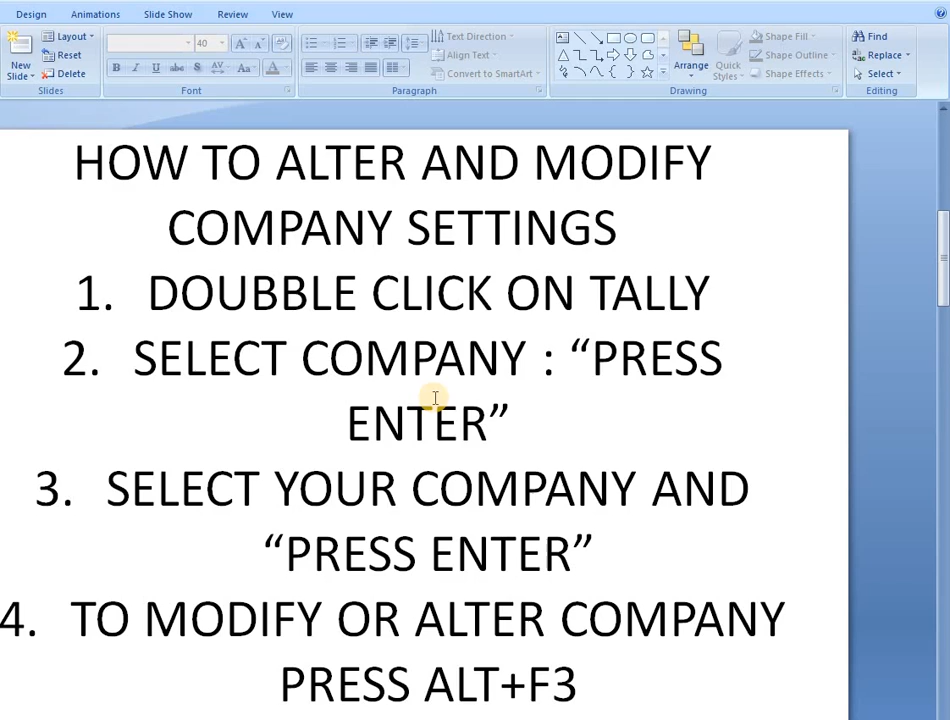 Design Animations Slide Show Review View
Layout 40 Text Direction Shape Fill Find
New Slide Reset Align Text Arrange Quick Styles Shape Outline Replace
Delete B I U abc S AV Aa A Convert to SmartArt Shape Effects Select
Slides Font Paragraph Drawing Editing
HOW TO ALTER AND MODIFY
COMPANY SETTINGS
1. DOUBBLE CLICK ON TALLY
2. SELECT COMPANY : “PRESS
ENTER”
3. SELECT YOUR COMPANY AND
“PRESS ENTER”
4. TO MODIFY OR ALTER COMPANY
PRESS ALT+F3